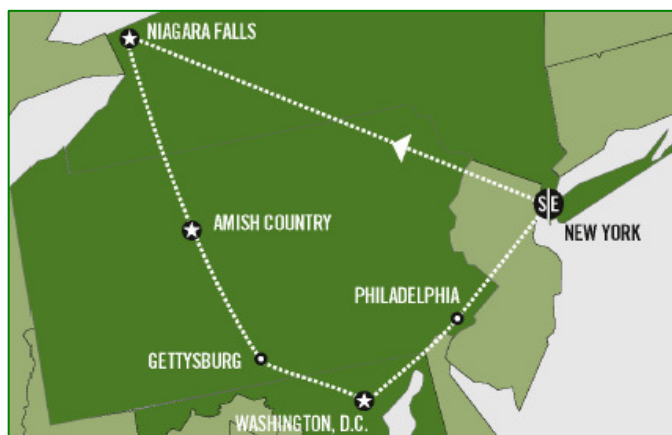 NIAGARA FALLS
AMISH COUNTRY
S E
NEW YORK
PHILADELPHIA
GETTYSBURG
WASHINGTON, D.C.